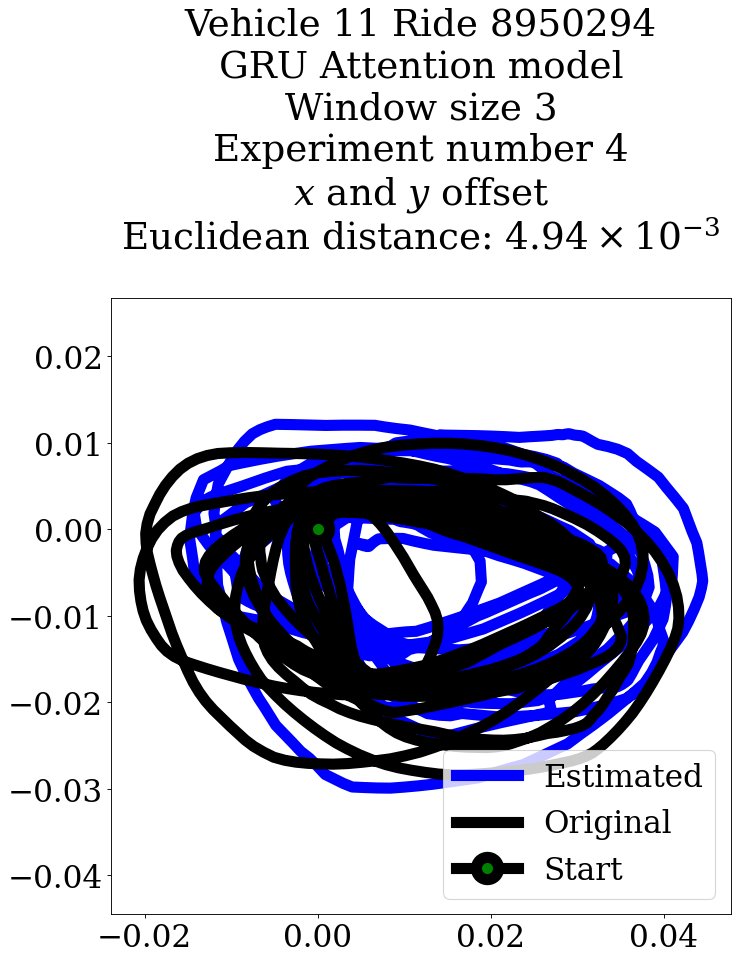 Vehicle 11 Ride 8950294
GRU Attention model
Window size 3
Experiment number 4
x and y offset
Euclidean distance: 4.94 × 10⁻³
0.02
0.01
0.00
−0.01
−0.02
−0.03
−0.04
Estimated
Original
Start
−0.02 0.00 0.02 0.04